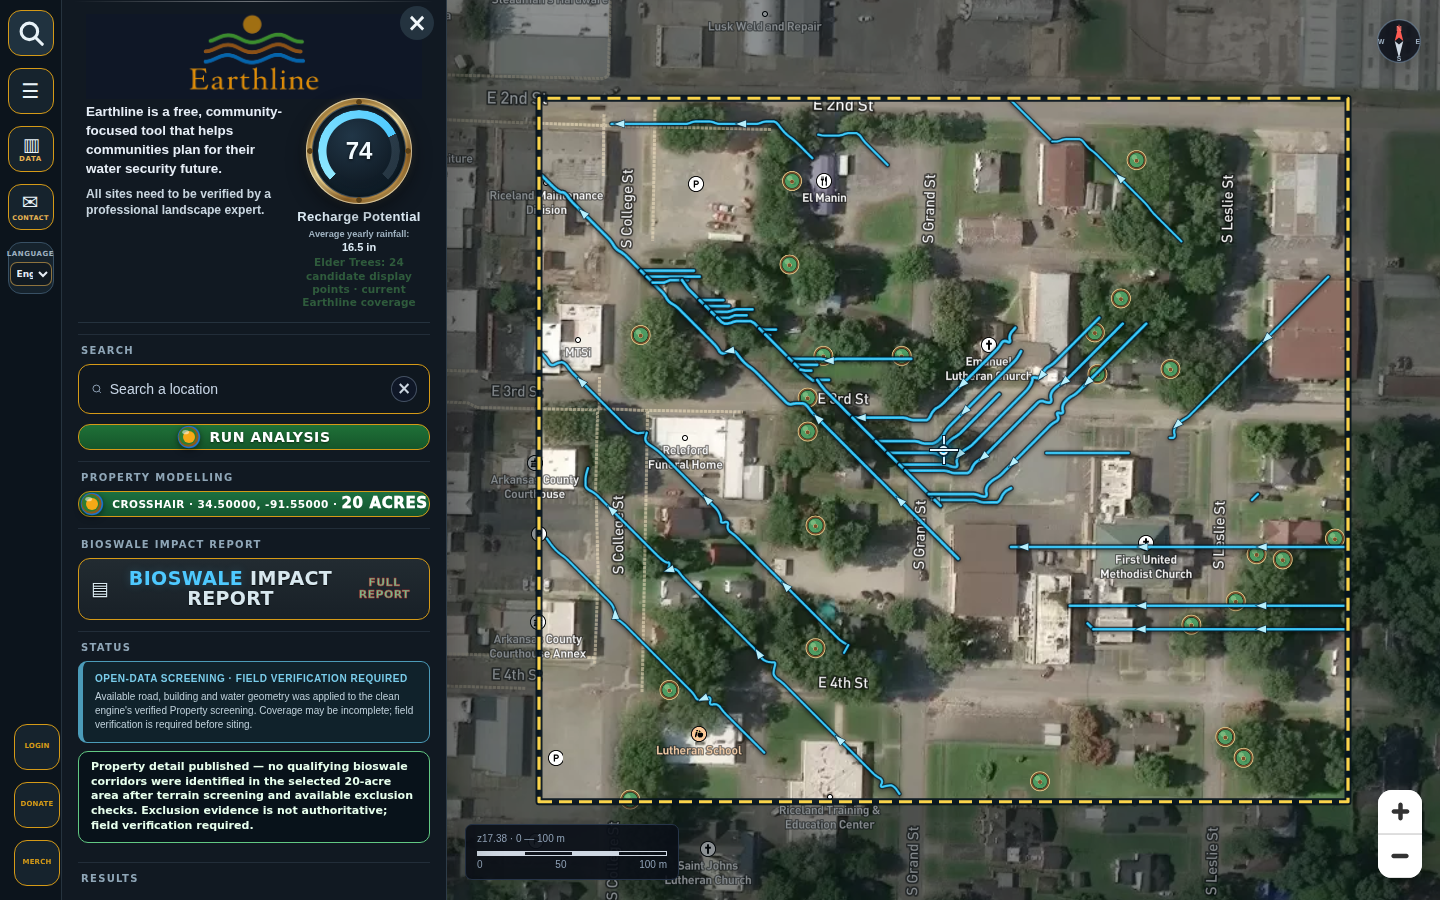 DATA
CONTACT
LANGUAGE
Eng
LOGIN
DONATE
MERCH
Earthline
Earthline is a free, community-
focused tool that helps
communities plan for their
water security future.
All sites need to be verified by a
professional landscape expert.
74
Recharge Potential
Average yearly rainfall:
16.5 in
Elder Trees: 24
candidate display
points · current
Earthline coverage
SEARCH
Search a location
RUN ANALYSIS
PROPERTY MODELLING
CROSSHAIR · 34.50000, -91.55000 · 20 ACRES
BIOSWALE IMPACT REPORT
BIOSWALE IMPACT
REPORT
FULL
REPORT
STATUS
OPEN-DATA SCREENING · FIELD VERIFICATION REQUIRED
Available road, building and water geometry was applied to the clean
engine's verified Property screening. Coverage may be incomplete; field
verification is required before siting.
Property detail published — no qualifying bioswale
corridors were identified in the selected 20-acre
area after terrain screening and available exclusion
checks. Exclusion evidence is not authoritative;
field verification required.
RESULTS
Lusk Weld and Repair
E 2nd St
E 2nd St
Riceland Maintenance
Division
S College St
P
El Manin
S Grand St
S Leslie St
MTSi
Emanuel
Lutheran Church
E 3rd St
E 3rd St
Releford
Funeral Home
Arkansas County
Courthouse
S College St
S Grand St
S Leslie St
First United
Methodist Church
Arkansas County
Courthouse Annex
E 4th St
E 4th St
Lutheran School
P
Riceland Training &
Education Center
Saint Johns
Lutheran Church
S Grand St
S Leslie St
z17.38 · 0 — 100 m
0 50 100 m
W E
S